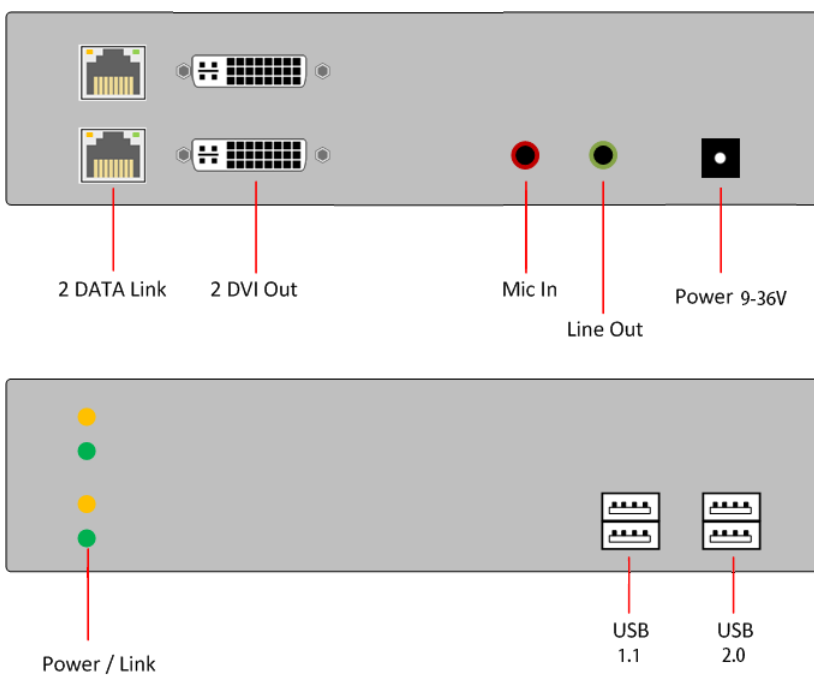 2 DATA Link
2 DVI Out
Mic In
Line Out
Power 9-36V
Power / Link
USB
1.1
USB
2.0